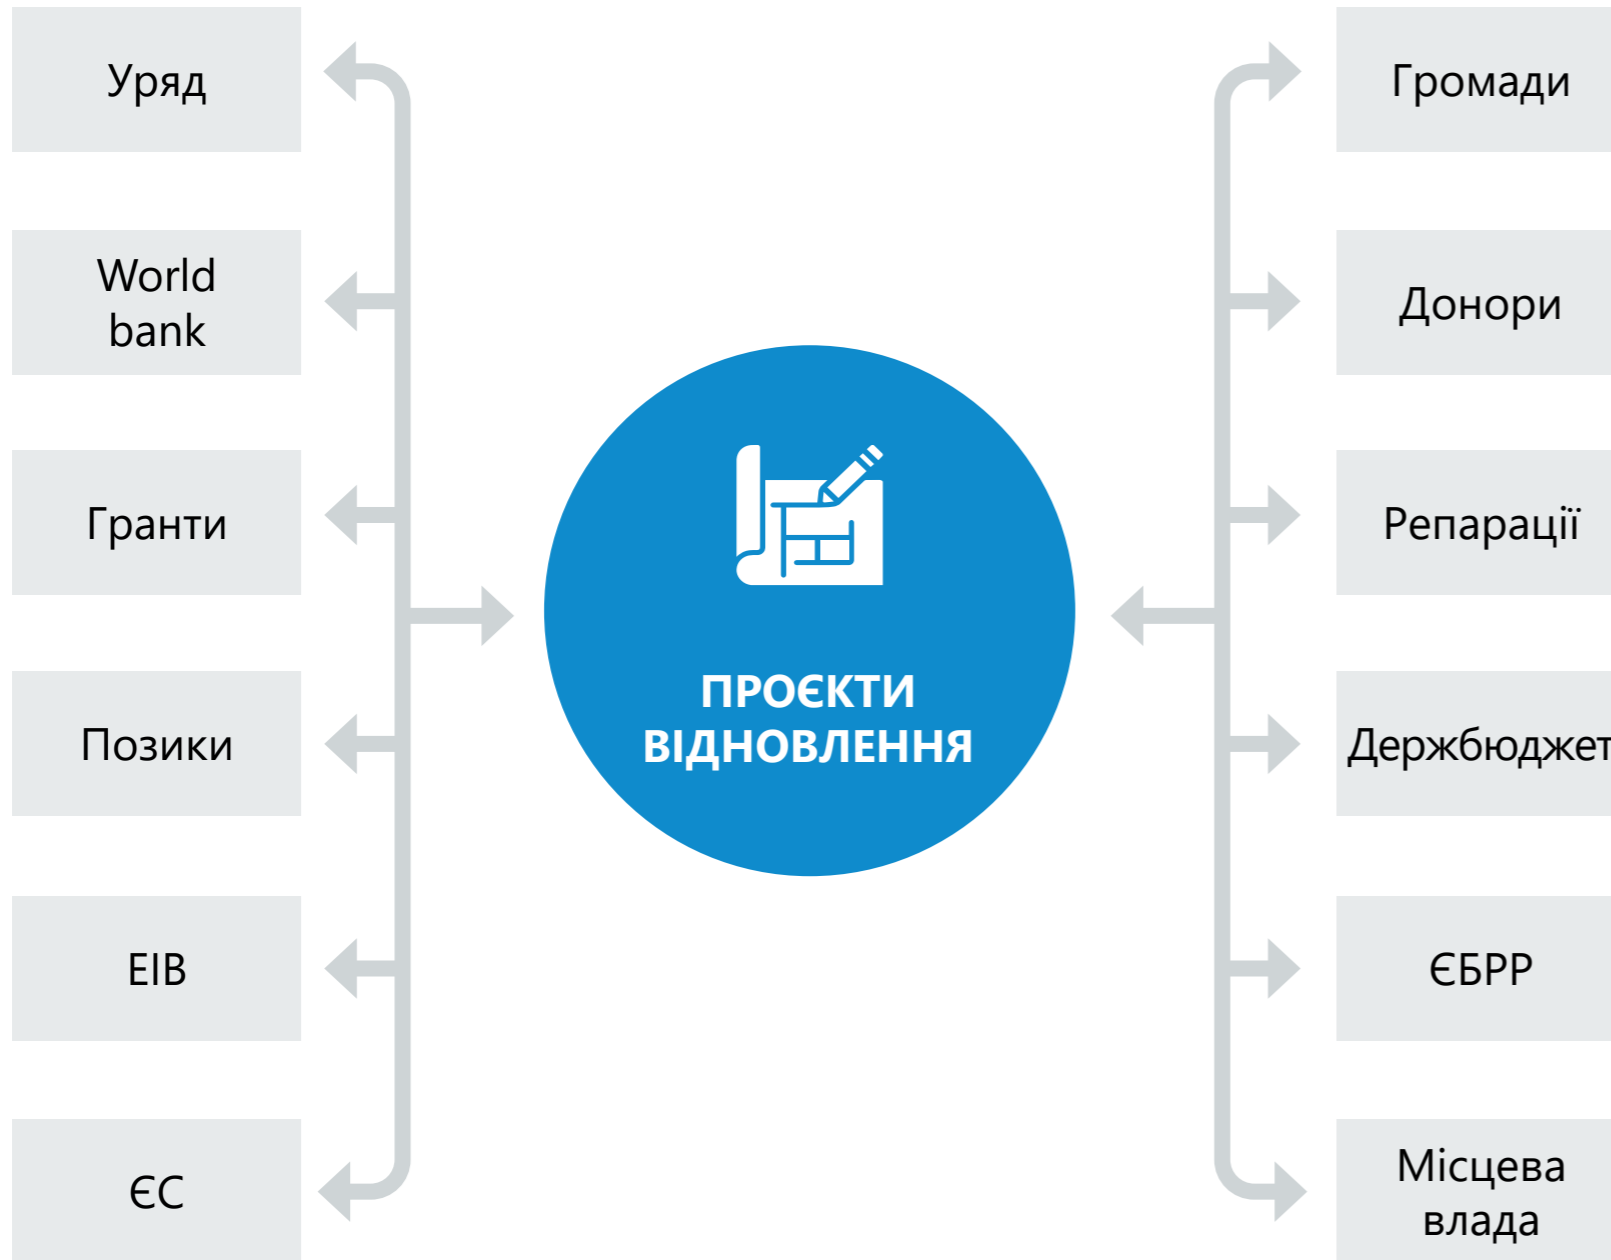 Уряд
World
bank
Гранти
Позики
EIB
ЄС
ПРОЄКТИ
ВІДНОВЛЕННЯ
Громади
Донори
Репарації
Держбюджет
ЄБРР
Місцева
влада